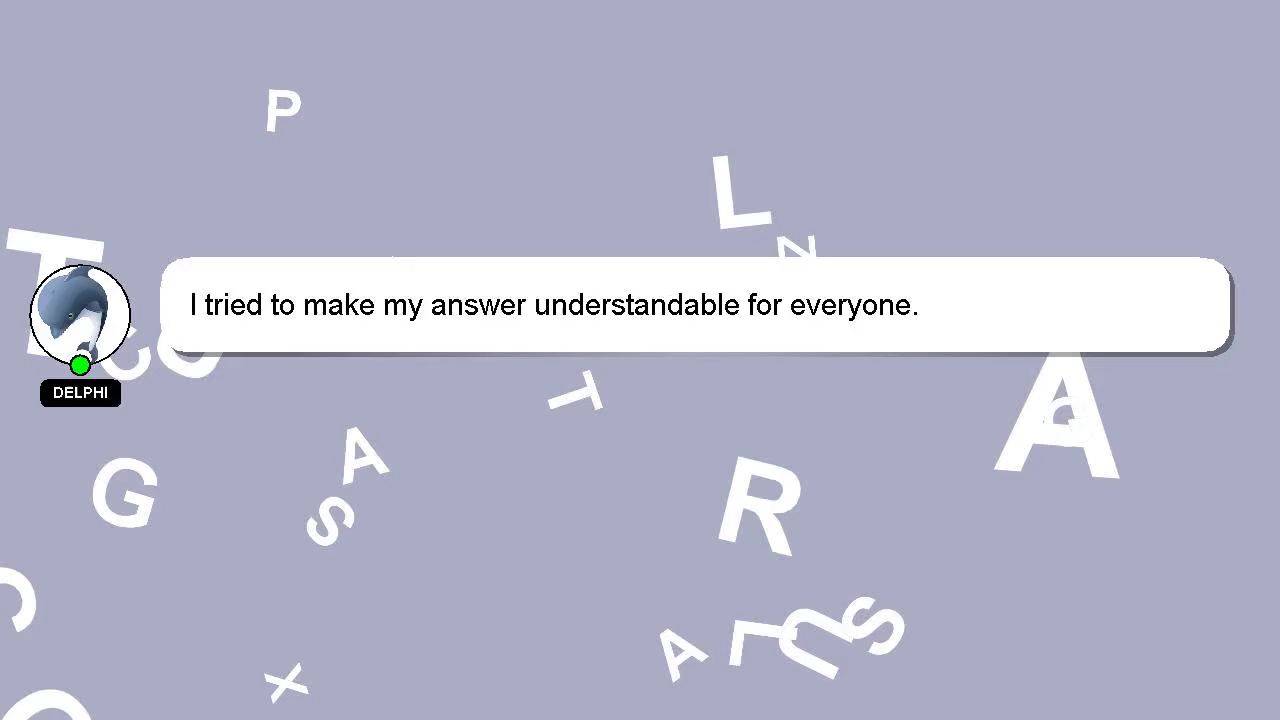 P
L
Z
T
I tried to make my answer understandable for everyone.
DELPHI
T
A
G
A
G
R
S
C
S
A
L
U
X